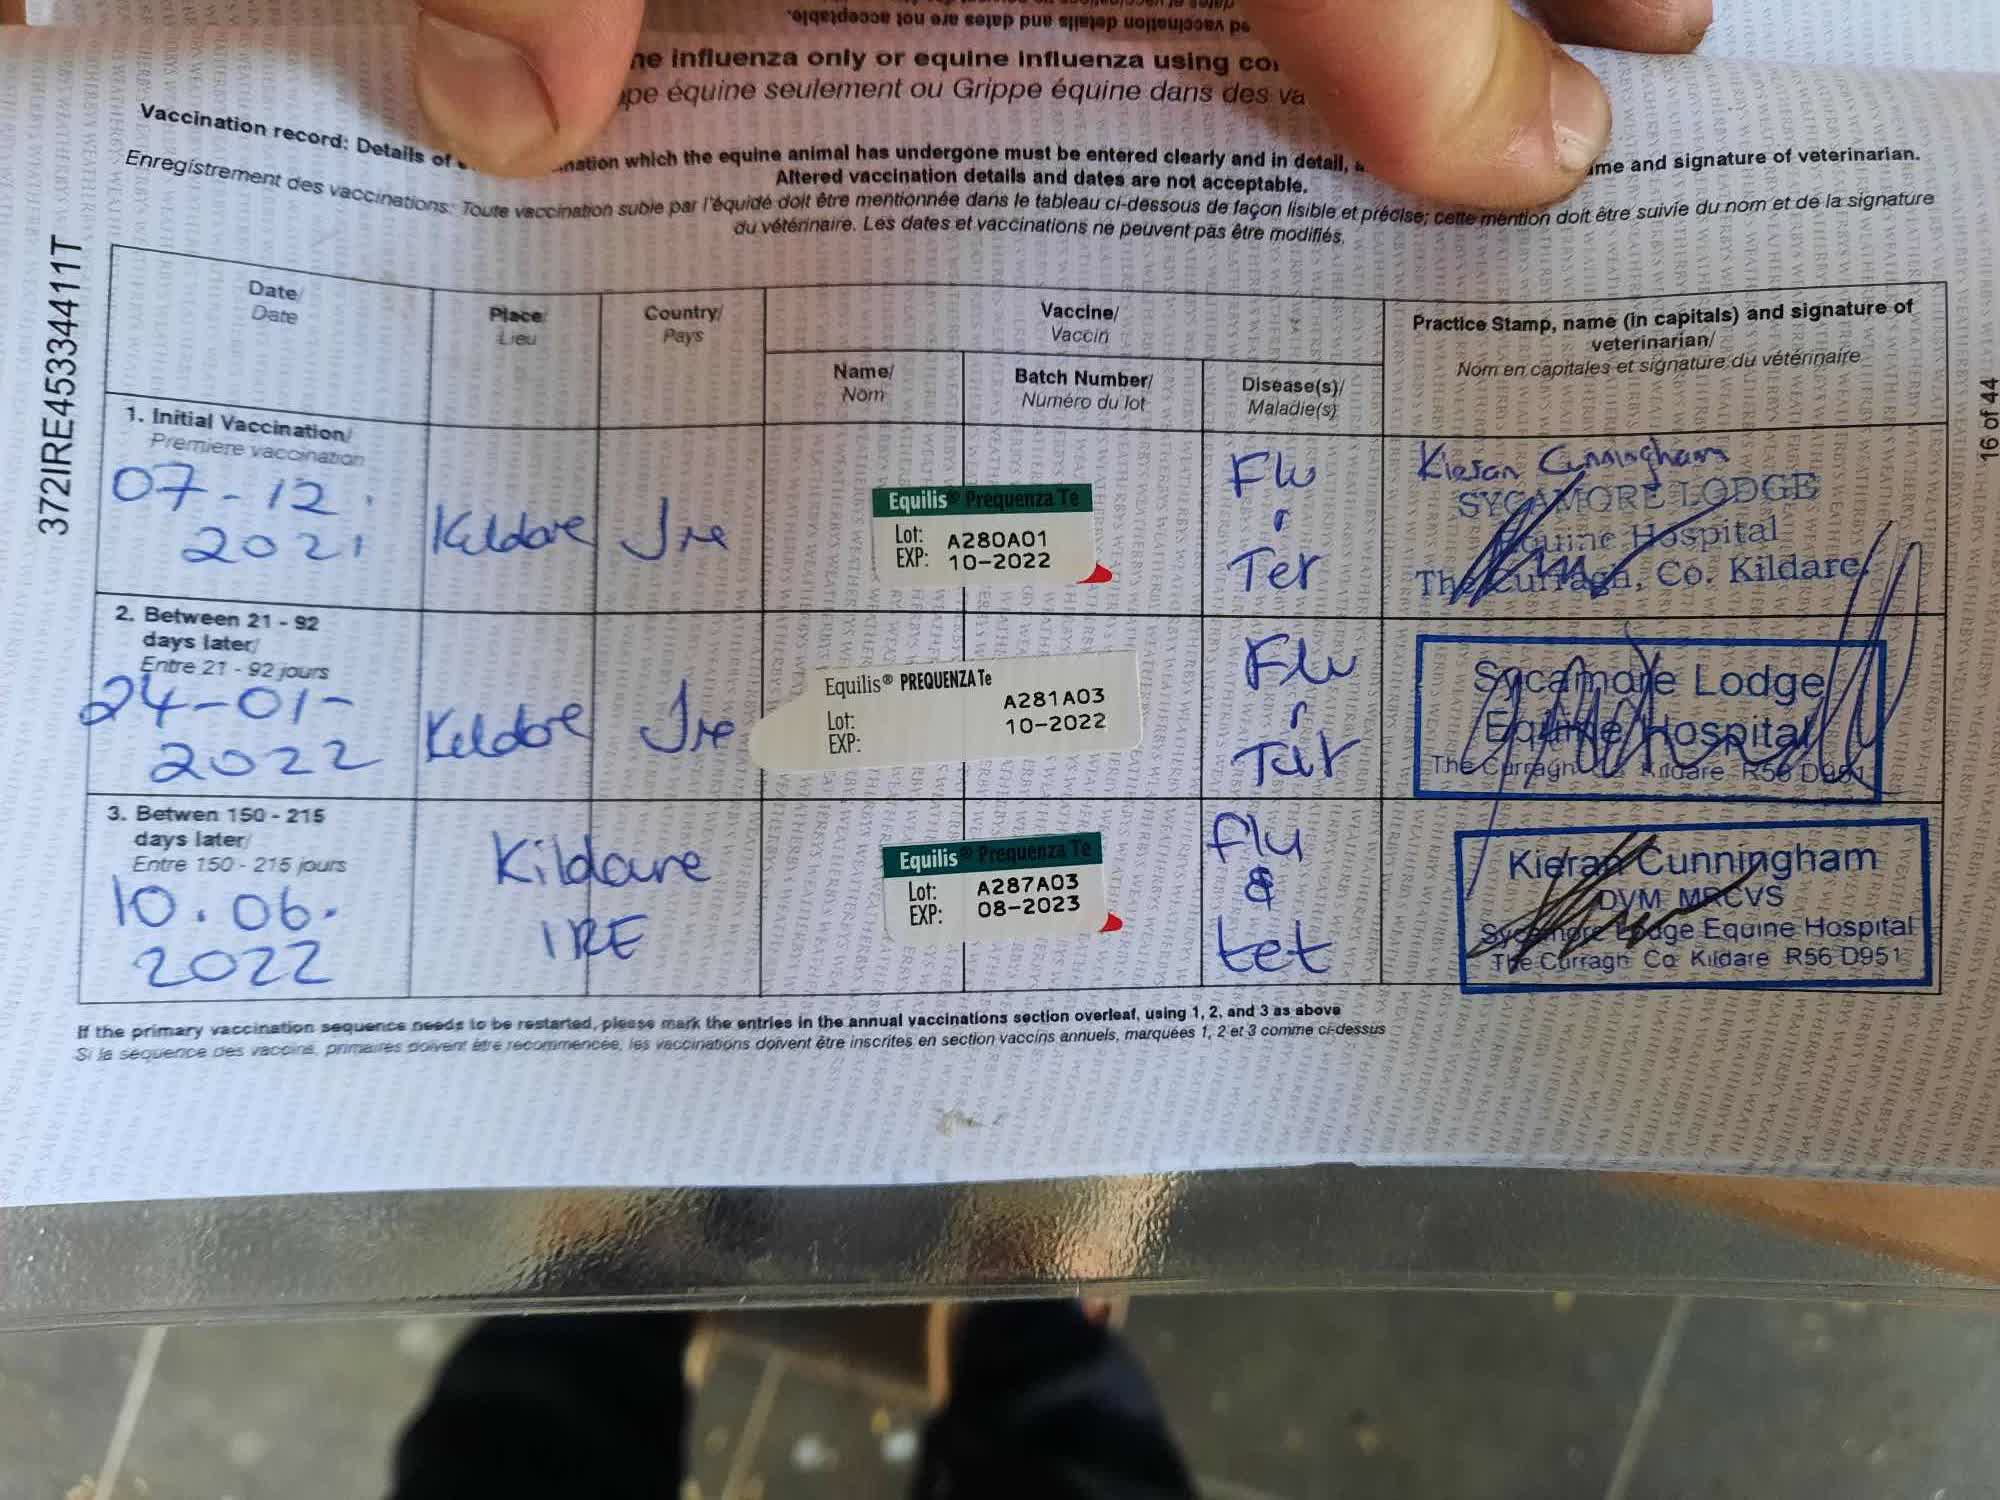 ed vaccination details and dates are not acceptable.
ne influenza only or equine influenza using co
ppe équine seulement ou Grippe équine dans des va
Vaccination record: Details of nation which the equine animal has undergone must be entered clearly and in detail, a me and signature of veterinarian.
Altered vaccination details and dates are not acceptable.
Enregistrement des vaccinations: Toute vaccination subie par l'équidé doit être mentionnée dans le tableau ci-dessous de façon lisible et précise; cette mention doit être suivie du nom et de la signature
du vétérinaire. Les dates et vaccinations ne peuvent pas être modifiés.
372IRE45334411T
16 of 44
Date/
Date
Place/
Lieu
Country/
Pays
Vaccine/
Vaccin
Name/
Nom
Batch Number/
Numéro du lot
Disease(s)/
Maladie(s)
Practice Stamp, name (in capitals) and signature of
veterinarian/
Nom en capitales et signature du vétérinaire
1. Initial Vaccination/
Premiere vaccination
07-12.
2021
Kildare
Ire
Equilis® Prequenza Te
Lot: A280A01
EXP: 10-2022
Flu
Tet
Kieran Cunningham
SYCAMORE LODGE
Equine Hospital
The Curragh, Co. Kildare.
2. Between 21 - 92
days later/
Entre 21 - 92 jours
24-01-
2022
Kildare
Ire
Equilis® PREQUENZA Te
Lot: A281A03
EXP: 10-2022
Flu
Tet
Sycamore Lodge
Equine Hospital
The Curragh Co Kildare R56 D951
3. Betwen 150 - 215
days later/
Entre 150 - 215 jours
10.06.
2022
Kildare
IRE
Equilis® Prequenza Te
Lot: A287A03
EXP: 08-2023
Flu
&
tet
Kieran Cunningham
DVM MRCVS
Sycamore Lodge Equine Hospital
The Curragh Co Kildare R56 D951
If the primary vaccination sequence needs to be restarted, please mark the entries in the annual vaccinations section overleaf, using 1, 2, and 3 as above
Si la séquence des vaccins, primaires doivent être recommencée, les vaccinations doivent être inscrites en section vaccins annuels, marquées 1, 2 et 3 comme ci-dessus